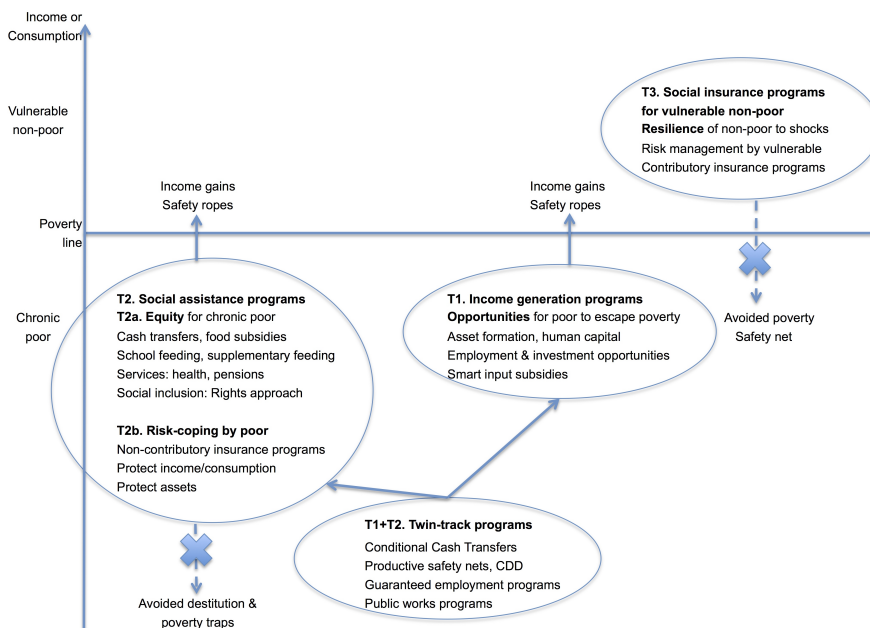 Income or
Consumption
Vulnerable
non-poor
T3. Social insurance programs
for vulnerable non-poor
Resilience of non-poor to shocks
Risk management by vulnerable
Contributory insurance programs
Income gains
Safety ropes
Income gains
Safety ropes
Poverty
line
Chronic
poor
T2. Social assistance programs
T2a. Equity for chronic poor
Cash transfers, food subsidies
School feeding, supplementary feeding
Services: health, pensions
Social inclusion: Rights approach
T2b. Risk-coping by poor
Non-contributory insurance programs
Protect income/consumption
Protect assets
T1. Income generation programs
Opportunities for poor to escape poverty
Asset formation, human capital
Employment & investment opportunities
Smart input subsidies
Avoided poverty
Safety net
T1+T2. Twin-track programs
Conditional Cash Transfers
Productive safety nets, CDD
Guaranteed employment programs
Public works programs
Avoided destitution &
poverty traps